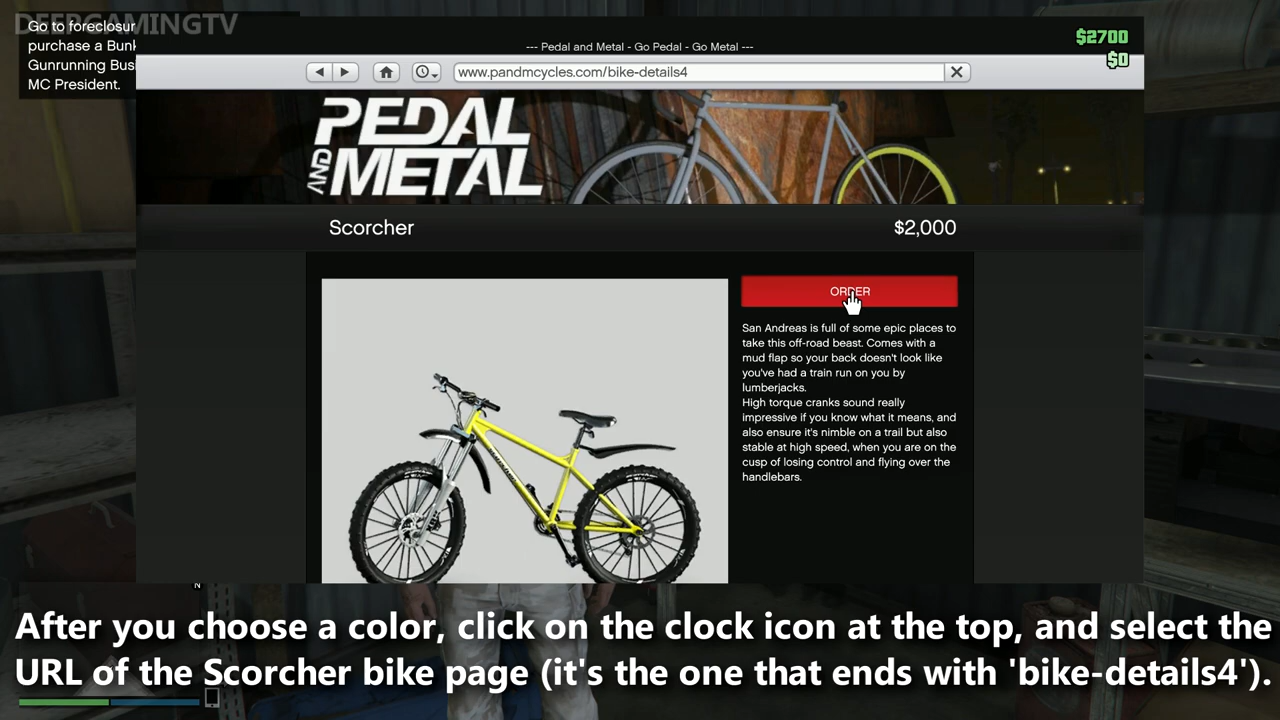 DEEPGAMINGTV
Go to foreclosur
purchase a Bunk
Gunrunning Busi
MC President.
--- Pedal and Metal - Go Pedal - Go Metal ---
$2700
$0
www.pandmcycles.com/bike-details4
PEDAL
AND
METAL
Scorcher
$2,000
ORDER
San Andreas is full of some epic places to
take this off-road beast. Comes with a
mud flap so your back doesn't look like
you've had a train run on you by
lumberjacks.
High torque cranks sound really
impressive if you know what it means, and
also ensure it's nimble on a trail but also
stable at high speed, when you are on the
cusp of losing control and flying over the
handlebars.
N
After you choose a color, click on the clock icon at the top, and select the
URL of the Scorcher bike page (it's the one that ends with 'bike-details4').